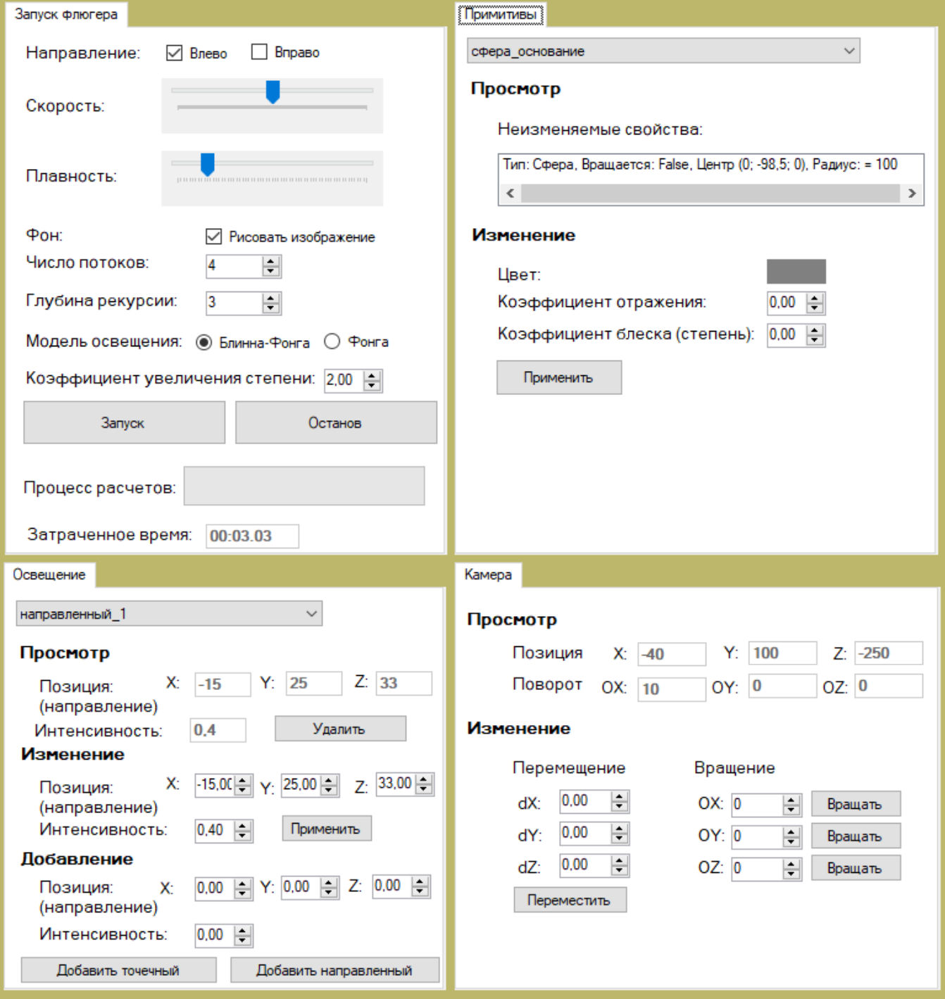 Запуск флюгера
Направление: Влево Вправо
Скорость:
Плавность:
Фон: Рисовать изображение
Число потоков: 4
Глубина рекурсии: 3
Модель освещения: Блинна-Фонга Фонга
Коэффициент увеличения степени: 2,00
Запуск Останов
Процесс расчетов:
Затраченное время: 00:03.03
Примитивы
сфера_основание
Просмотр
Неизменяемые свойства:
Тип: Сфера, Вращается: False, Центр (0; -98,5; 0), Радиус: = 100
Изменение
Цвет:
Коэффициент отражения: 0,00
Коэффициент блеска (степень): 0,00
Применить
Освещение
направленный_1
Просмотр
Позиция: X: -15 Y: 25 Z: 33
(направление)
Интенсивность: 0,4 Удалить
Изменение
Позиция: X: -15,00 Y: 25,00 Z: 33,00
(направление)
Интенсивность: 0,40 Применить
Добавление
Позиция: X: 0,00 Y: 0,00 Z: 0,00
(направление)
Интенсивность: 0,00
Добавить точечный Добавить направленный
Камера
Просмотр
Позиция X: -40 Y: 100 Z: -250
Поворот OX: 10 OY: 0 OZ: 0
Изменение
Перемещение Вращение
dX: 0,00 OX: 0 Вращать
dY: 0,00 OY: 0 Вращать
dZ: 0,00 OZ: 0 Вращать
Переместить